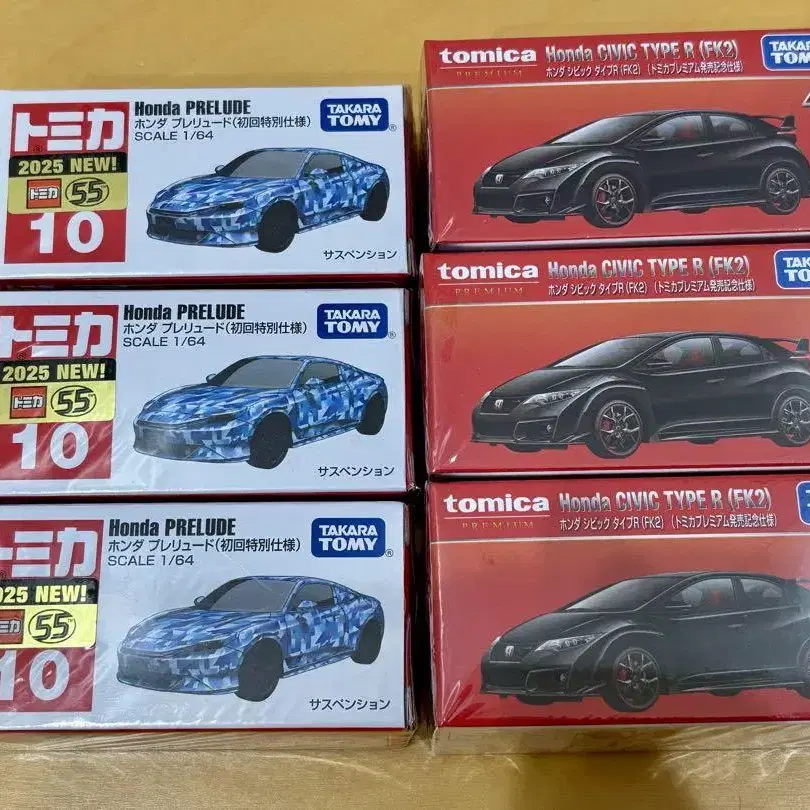 トミカ
2025 NEW!
トミカ 55
10
Honda PRELUDE
ホンダ プレリュード(初回特別仕様)
SCALE 1/64
TAKARA
TOMY
サスペンション
トミカ
2025 NEW!
トミカ 55
10
Honda PRELUDE
ホンダ プレリュード(初回特別仕様)
SCALE 1/64
TAKARA
TOMY
サスペンション
トミカ
2025 NEW!
トミカ 55
10
Honda PRELUDE
ホンダ プレリュード(初回特別仕様)
SCALE 1/64
TAKARA
TOMY
サスペンション
tomica
PREMIUM
Honda CIVIC TYPE R (FK2)
ホンダ シビック タイプR (FK2) (トミカプレミアム発売記念仕様)
TAKARA
TOMY
tomica
PREMIUM
Honda CIVIC TYPE R (FK2)
ホンダ シビック タイプR (FK2) (トミカプレミアム発売記念仕様)
tomica
PREMIUM
Honda CIVIC TYPE R (FK2)
ホンダ シビック タイプR (FK2) (トミカプレミアム発売記念仕様)